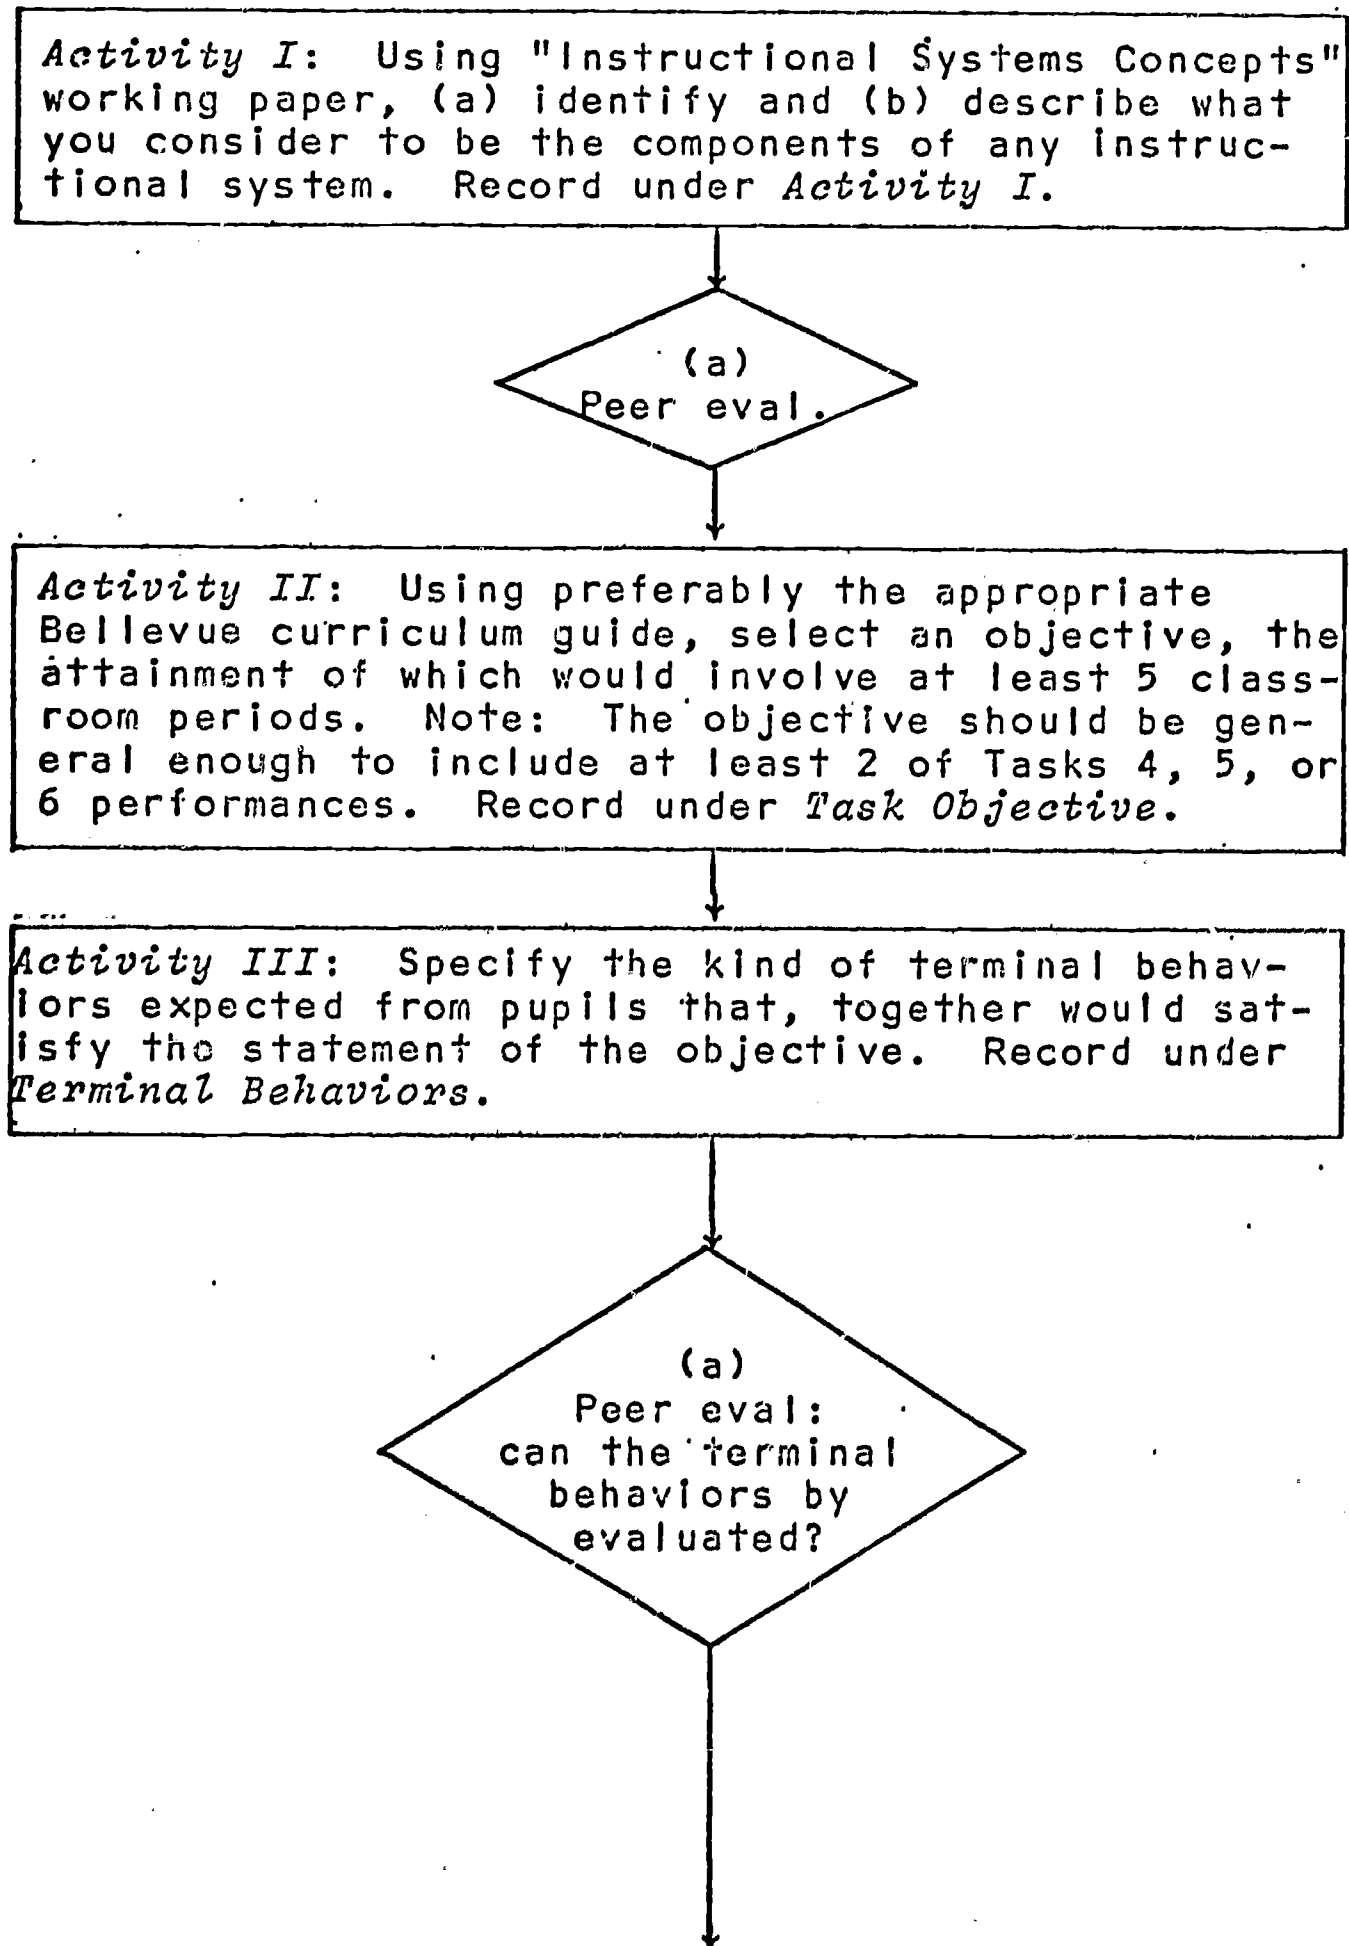 Activity I: Using "Instructional Systems Concepts"
working paper, (a) identify and (b) describe what
you consider to be the components of any instruc-
tional system. Record under Activity I.
(a)
Peer eval.
Activity II: Using preferably the appropriate
Bellevue curriculum guide, select an objective, the
attainment of which would involve at least 5 class-
room periods. Note: The objective should be gen-
eral enough to include at least 2 of Tasks 4, 5, or
6 performances. Record under Task Objective.
Activity III: Specify the kind of terminal behav-
iors expected from pupils that, together would sat-
isfy the statement of the objective. Record under
Terminal Behaviors.
(a)
Peer eval:
can the terminal
behaviors by
evaluated?